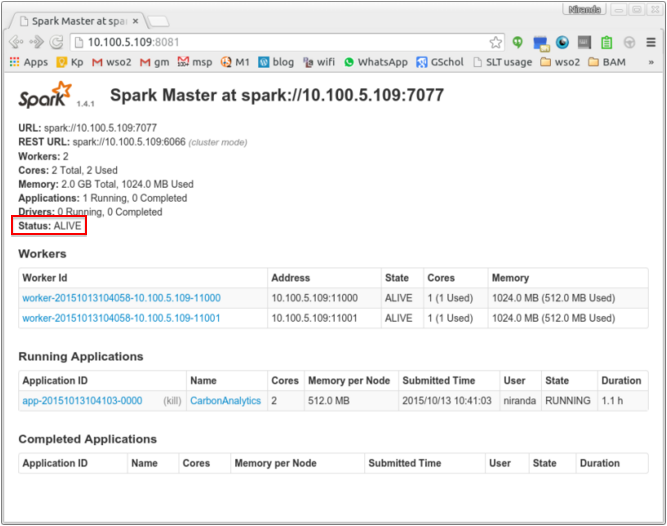 Niranda
Spark Master at spa
10.100.5.109:8081
Apps Kp wso2 gm msp M1 blog wifi WhatsApp GSchol SLT usage wso2 BAM »
Spark 1.4.1 Spark Master at spark://10.100.5.109:7077
URL: spark://10.100.5.109:7077
REST URL: spark://10.100.5.109:6066 (cluster mode)
Workers: 2
Cores: 2 Total, 2 Used
Memory: 2.0 GB Total, 1024.0 MB Used
Applications: 1 Running, 0 Completed
Drivers: 0 Running, 0 Completed
Status: ALIVE
Workers
Worker Id Address State Cores Memory
worker-20151013104058-10.100.5.109-11000 10.100.5.109:11000 ALIVE 1 (1 Used) 1024.0 MB (512.0 MB Used)
worker-20151013104058-10.100.5.109-11001 10.100.5.109:11001 ALIVE 1 (1 Used) 1024.0 MB (512.0 MB Used)
Running Applications
Application ID Name Cores Memory per Node Submitted Time User State Duration
app-20151013104103-0000 (kill) CarbonAnalytics 2 512.0 MB 2015/10/13 10:41:03 niranda RUNNING 1.1 h
Completed Applications
Application ID Name Cores Memory per Node Submitted Time User State Duration